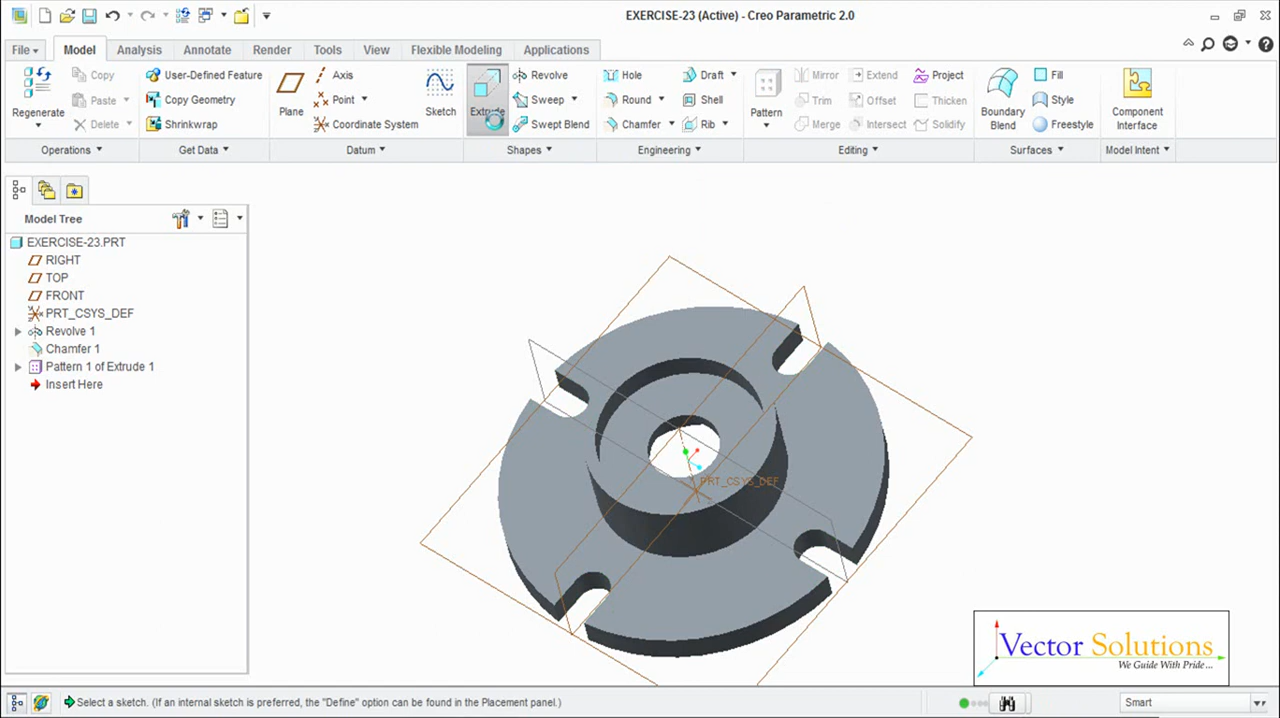 EXERCISE-23 (Active) - Creo Parametric 2.0
File Model Analysis Annotate Render Tools View Flexible Modeling Applications
Regenerate
Copy
Paste
Delete
Operations
User-Defined Feature
Copy Geometry
Shrinkwrap
Get Data
Plane
Axis
Point
Coordinate System
Sketch
Datum
Extrude
Revolve
Sweep
Swept Blend
Shapes
Hole
Round
Chamfer
Draft
Shell
Rib
Engineering
Pattern
Mirror
Trim
Merge
Extend
Offset
Intersect
Project
Thicken
Solidify
Editing
Boundary
Blend
Fill
Style
Freestyle
Surfaces
Component
Interface
Model Intent
Model Tree
EXERCISE-23.PRT
RIGHT
TOP
FRONT
PRT_CSYS_DEF
Revolve 1
Chamfer 1
Pattern 1 of Extrude 1
Insert Here
PRT_CSYS_DEF
Vector Solutions
We Guide With Pride...
Select a sketch. (If an internal sketch is preferred, the "Define" option can be found in the Placement panel.)
Smart